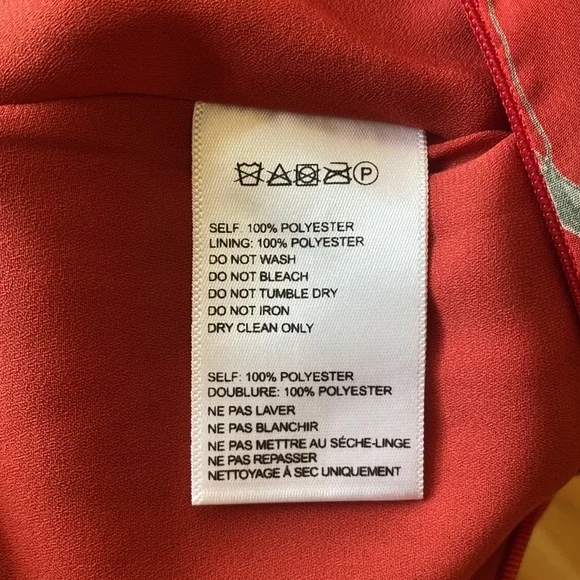 P
SELF: 100% POLYESTER
LINING: 100% POLYESTER
DO NOT WASH
DO NOT BLEACH
DO NOT TUMBLE DRY
DO NOT IRON
DRY CLEAN ONLY
SELF: 100% POLYESTER
DOUBLURE: 100% POLYESTER
NE PAS LAVER
NE PAS BLANCHIR
NE PAS METTRE AU SÉCHE-LINGE
NE PAS REPASSER
NETTOYAGE À SEC UNIQUEMENT